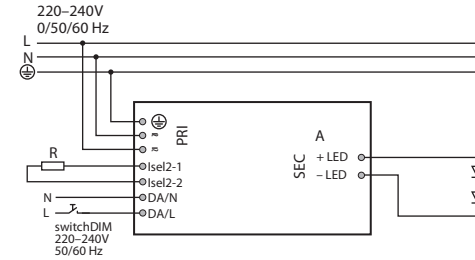 220–240V
0/50/60 Hz
L
N
PRI
A
R
SEC
+ LED
Isel2-1
– LED
Isel2-2
N
DA/N
L
DA/L
switchDIM
220–240V
50/60 Hz